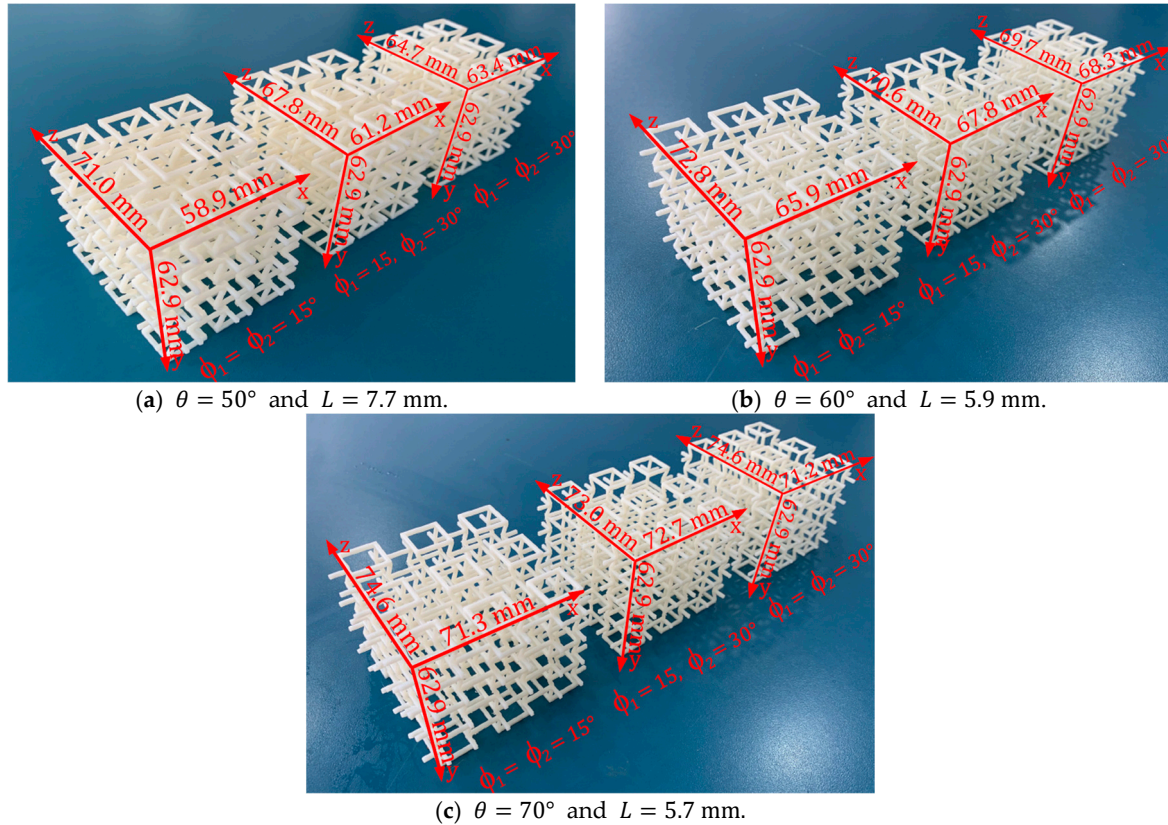 z 71.0 mm 58.9 mm x 62.9 mm y
z 67.8 mm 61.2 mm x 62.9 mm y
64.7 mm 63.4 mm x 62.9 mm y
ϕ₁ = ϕ₂ = 15° ϕ₁ = 15, ϕ₂ = 30° ϕ₁ = ϕ₂ = 30°
z 72.8 mm 65.9 mm x 62.9 mm y
z 70.6 mm 67.8 mm x 62.9 mm y
z 69.7 mm 68.3 mm x 62.9 mm y
ϕ₁ = ϕ₂ = 15° ϕ₁ = 15, ϕ₂ = 30° ϕ₁ = ϕ₁ = 30°
(a) θ = 50° and L = 7.7 mm.
(b) θ = 60° and L = 5.9 mm.
z 74.6 mm 71.3 mm x 62.9 mm y
z 73.0 mm 72.7 mm x 62.9 mm y
z 74.6 mm 71.2 mm x 62.9 mm y
ϕ₁ = ϕ₂ = 15° ϕ₁ = 15, ϕ₂ = 30° ϕ₁ = ϕ₂ = 30°
(c) θ = 70° and L = 5.7 mm.